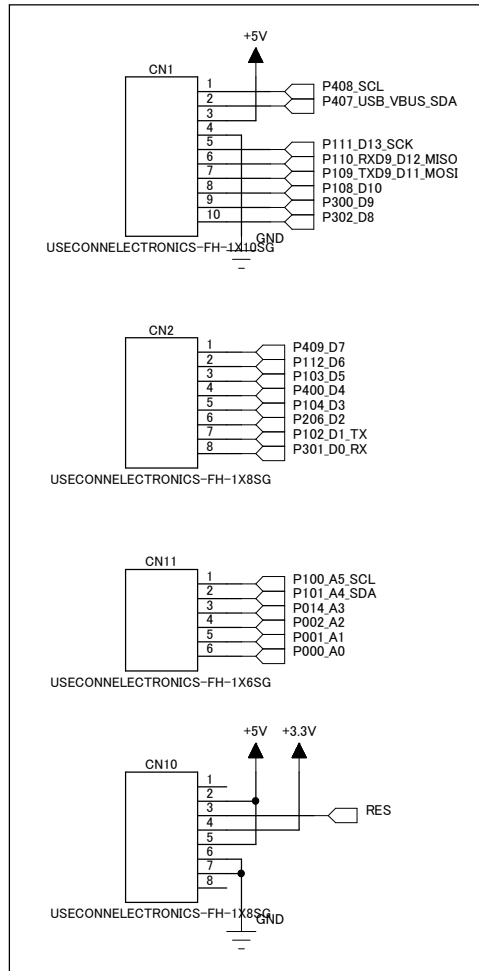 +5V
CN1
1 P408_SCL
2 P407_USB_VBUS_SDA
3
4
5 P111_D13_SCK
6 P110_RXD9_D12_MISO
7 P109_TXD9_D11_MOSI
8 P108_D10
9 P300_D9
10 P302_D8
GND
USECONNELECTRONICS-FH-1X10SG
CN2
1 P409_D7
2 P112_D6
3 P103_D5
4 P400_D4
5 P104_D3
6 P206_D2
7 P102_D1_TX
8 P301_D0_RX
USECONNELECTRONICS-FH-1X8SG
CN11
1 P100_A5_SCL
2 P101_A4_SDA
3 P014_A3
4 P002_A2
5 P001_A1
6 P000_A0
USECONNELECTRONICS-FH-1X6SG
+5V +3.3V
CN10
1
2
3 RES
4
5
6
7
8
USECONNELECTRONICS-FH-1X8SG
GND